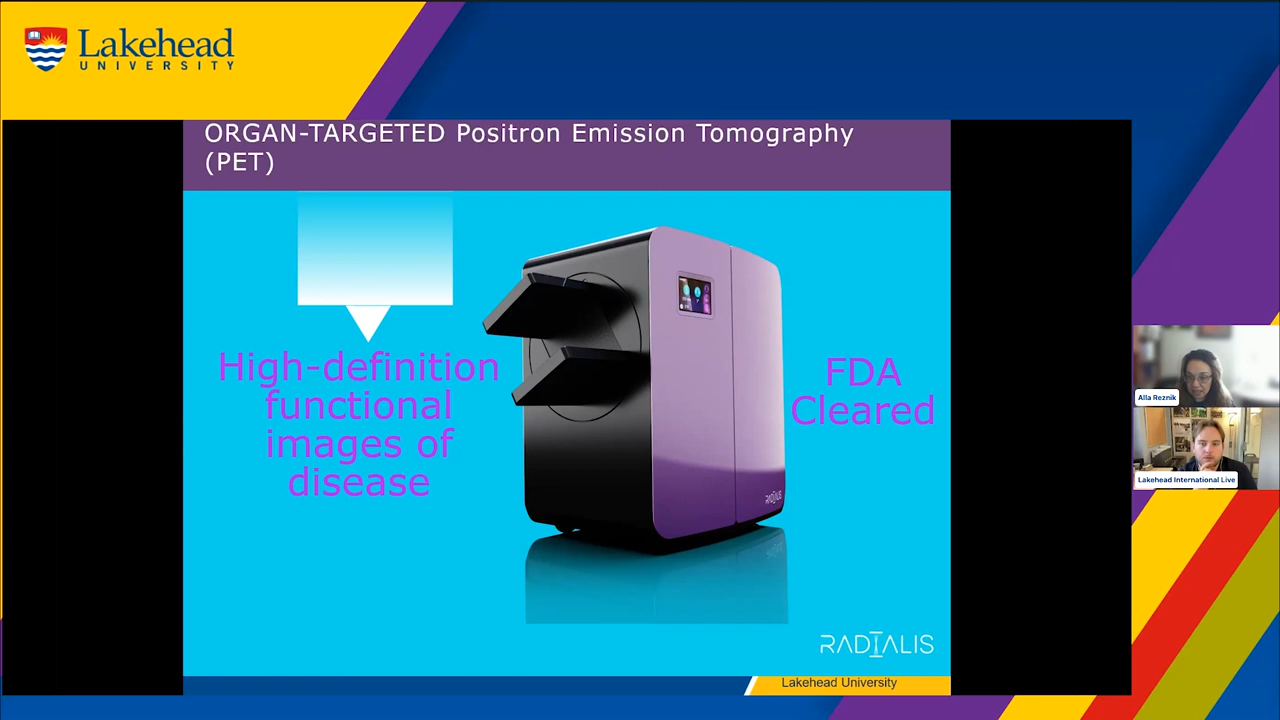 Lakehead
UNIVERSITY
ORGAN-TARGETED Positron Emission Tomography
(PET)
High-definition
functional
images of
disease
FDA
Cleared
RADIALIS
RADIALIS
Lakehead University
Alla Reznik
Lakehead International Live